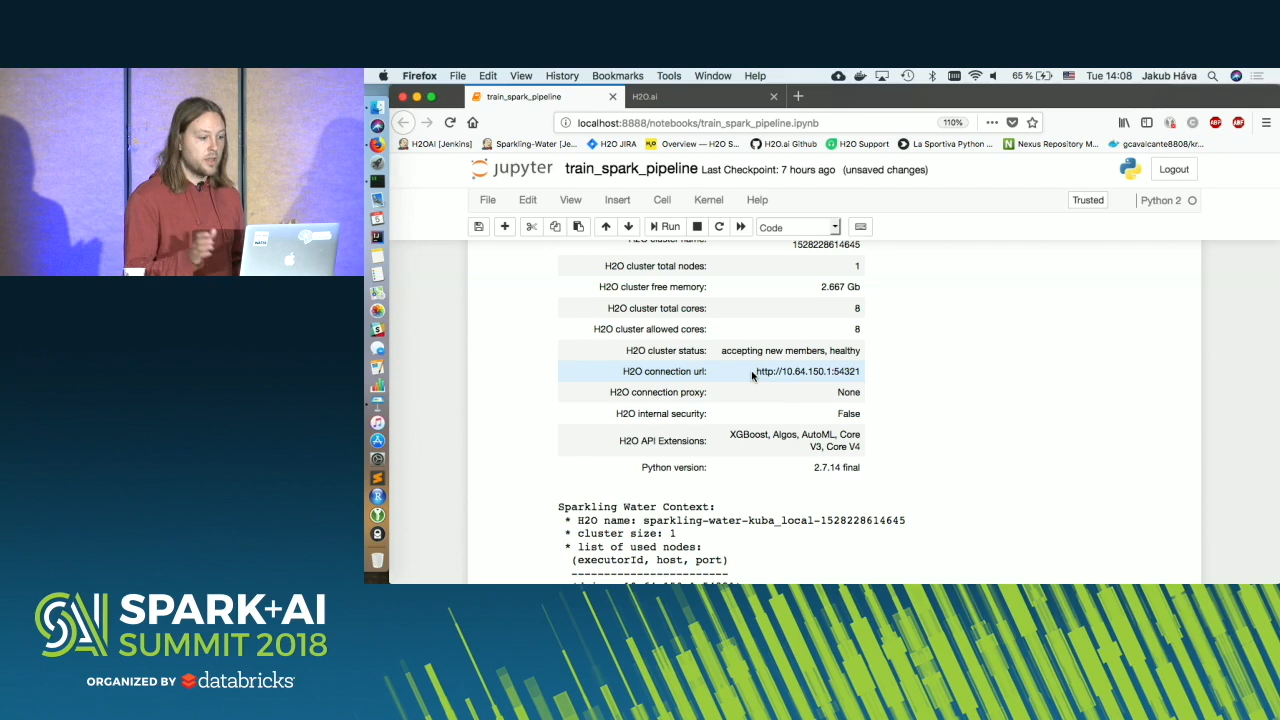 Firefox File Edit View History Bookmarks Tools Window Help 65 % Tue 14:08 Jakub Háva
train_spark_pipeline H2O.ai
localhost:8888/notebooks/train_spark_pipeline.ipynb 110%
H2OAI [Jenkins] Sparkling-Water [Je... H2O JIRA Overview — H2O S... H2O.ai Github H2O Support La Sportiva Python ... Nexus Repository M... gcavalcante8808/kr...
jupyter train_spark_pipeline Last Checkpoint: 7 hours ago (unsaved changes) Logout
File Edit View Insert Cell Kernel Help Trusted Python 2
Run Code
H2O cluster name: 1528228614645
H2O cluster total nodes: 1
H2O cluster free memory: 2.667 Gb
H2O cluster total cores: 8
H2O cluster allowed cores: 8
H2O cluster status: accepting new members, healthy
H2O connection url: http://10.64.150.1:54321
H2O connection proxy: None
H2O internal security: False
H2O API Extensions: XGBoost, Algos, AutoML, Core
V3, Core V4
Python version: 2.7.14 final
Sparkling Water Context:
* H2O name: sparkling-water-kuba_local-1528228614645
* cluster size: 1
* list of used nodes:
(executorId, host, port)
------------------------
SPARK+AI
SUMMIT 2018
ORGANIZED BY databricks